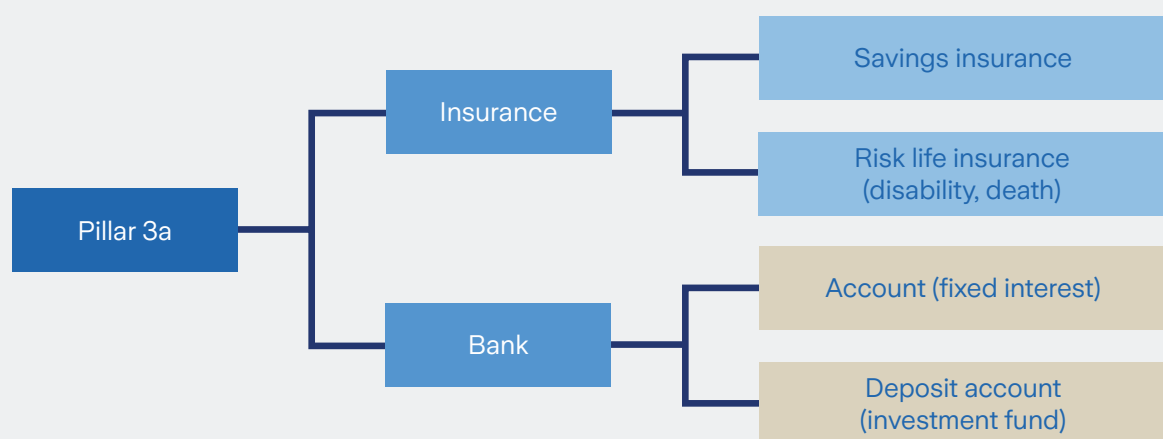 Savings insurance
Insurance
Risk life insurance
(disability, death)
Pillar 3a
Account (fixed interest)
Bank
Deposit account
(investment fund)